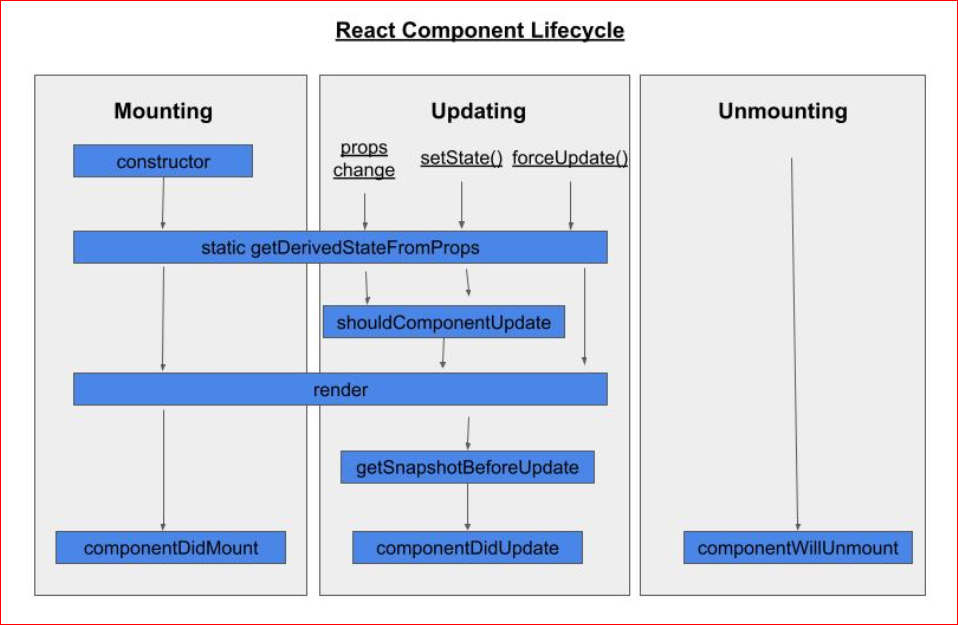 React Component Lifecycle
Mounting
Updating
Unmounting
constructor
props
change
setState()
forceUpdate()
static getDerivedStateFromProps
shouldComponentUpdate
render
getSnapshotBeforeUpdate
componentDidMount
componentDidUpdate
componentWillUnmount